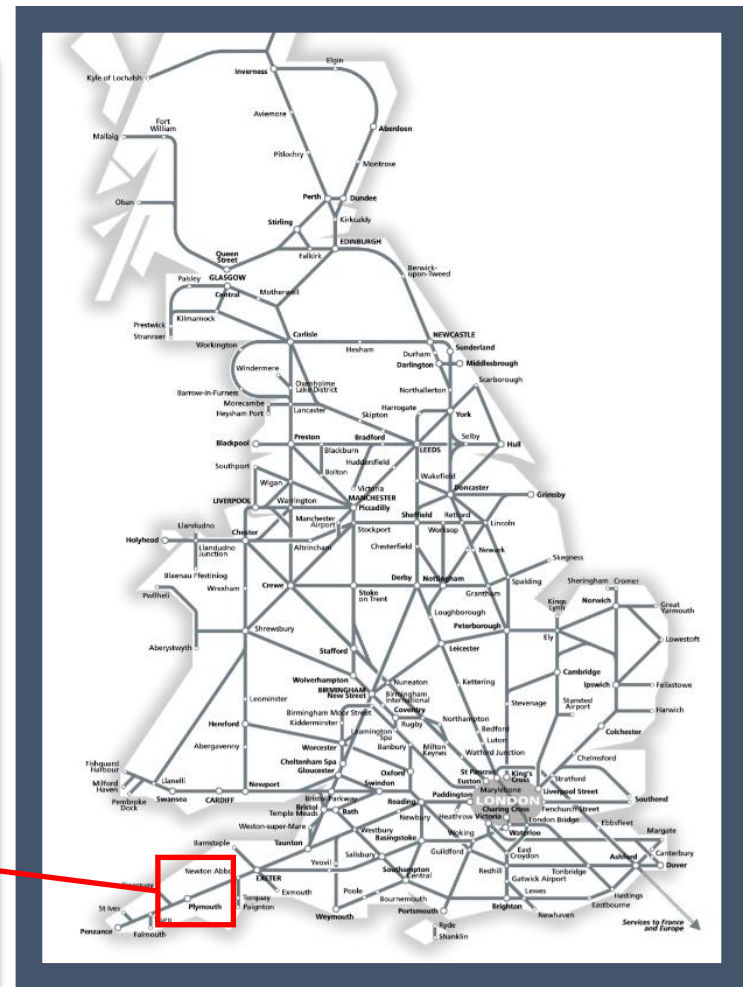 Elgin
Inverness
Kyle of Lochalsh
Aviemore
Fort
William
Mallaig
Aberdeen
Pitlochry
Montrose
Oban
Perth
Dundee
Stirling
Kirkcaldy
Queen
Street
EDINBURGH
Falkirk
Berwick-
upon-Tweed
Paisley
GLASGOW
Central
Motherwell
Prestwick
Kilmarnock
Stranraer
Carlisle
NEWCASTLE
Workington
Hexham
Sunderland
Durham
Darlington
Middlesbrough
Windermere
Oxenholme
Lake District
Scarborough
Barrow-in-Furness
Northallerton
Morecambe
Heysham Port
Lancaster
Harrogate
Skipton
York
Blackpool
Preston
Bradford
Selby
Hull
Blackburn
LEEDS
Southport
Bolton
Huddersfield
Wakefield
Wigan
Victoria
Doncaster
Grimsby
LIVERPOOL
Warrington
MANCHESTER
Piccadilly
Manchester
Airport
Sheffield
Retford
Lincoln
Llandudno
Chester
Stockport
Worksop
Holyhead
Llandudno
Junction
Altrincham
Chesterfield
Newark
Skegness
Blaenau Ffestiniog
Wrexham
Crewe
Stoke
on Trent
Derby
Nottingham
Grantham
Spalding
Sheringham
Cromer
Pwllheli
Kings
Lynn
Norwich
Great
Yarmouth
Loughborough
Shrewsbury
Peterborough
Ely
Aberystwyth
Stafford
Leicester
Lowestoft
Wolverhampton
Nuneaton
Kettering
Cambridge
BIRMINGHAM
New Street
Birmingham
International
Ipswich
Felixstowe
Leominster
Coventry
Stevenage
Stansted
Airport
Birmingham Moor Street
Kidderminster
Rugby
Northampton
Harwich
Hereford
Leamington
Spa
Bedford
Colchester
Worcester
Banbury
Milton
Keynes
Luton
Abergavenny
Watford Junction
Chelmsford
Cheltenham Spa
Gloucester
Oxford
St Pancras
King's
Cross
Fishguard
Harbour
Llanelli
Newport
Swindon
Euston
Stratford
Milford
Haven
Marylebone
Liverpool Street
Pembroke
Dock
Swansea
CARDIFF
Bristol Parkway
Reading
Paddington
LONDON
Southend
Bristol
Temple Meads
Bath
Newbury
Heathrow
Charing Cross
Fenchurch Street
Victoria
London Bridge
Weston-super-Mare
Westbury
Basingstoke
Woking
Waterloo
Ebbsfleet
Barnstaple
Taunton
Salisbury
Guildford
East
Croydon
Margate
Yeovil
Ashford
Canterbury
Newton Abbo
EXETER
Southampton
Central
Redhill
Tonbridge
Dover
Gatwick Airport
Exmouth
Poole
Lewes
Torquay
Paignton
Bournemouth
Hastings
St Ives
Plymouth
Weymouth
Portsmouth
Brighton
Eastbourne
Newhaven
Penzance
Falmouth
Ryde
Shanklin
Services to France
and Europe